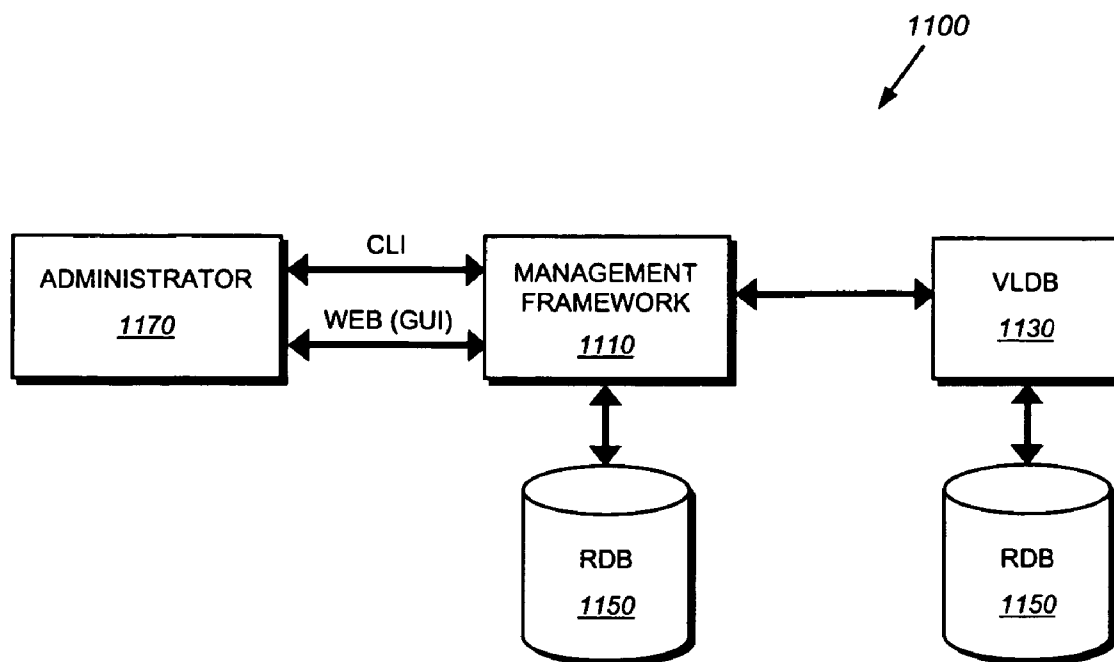 1100
ADMINISTRATOR
1170
CLI
WEB (GUI)
MANAGEMENT
FRAMEWORK
1110
VLDB
1130
RDB
1150
RDB
1150